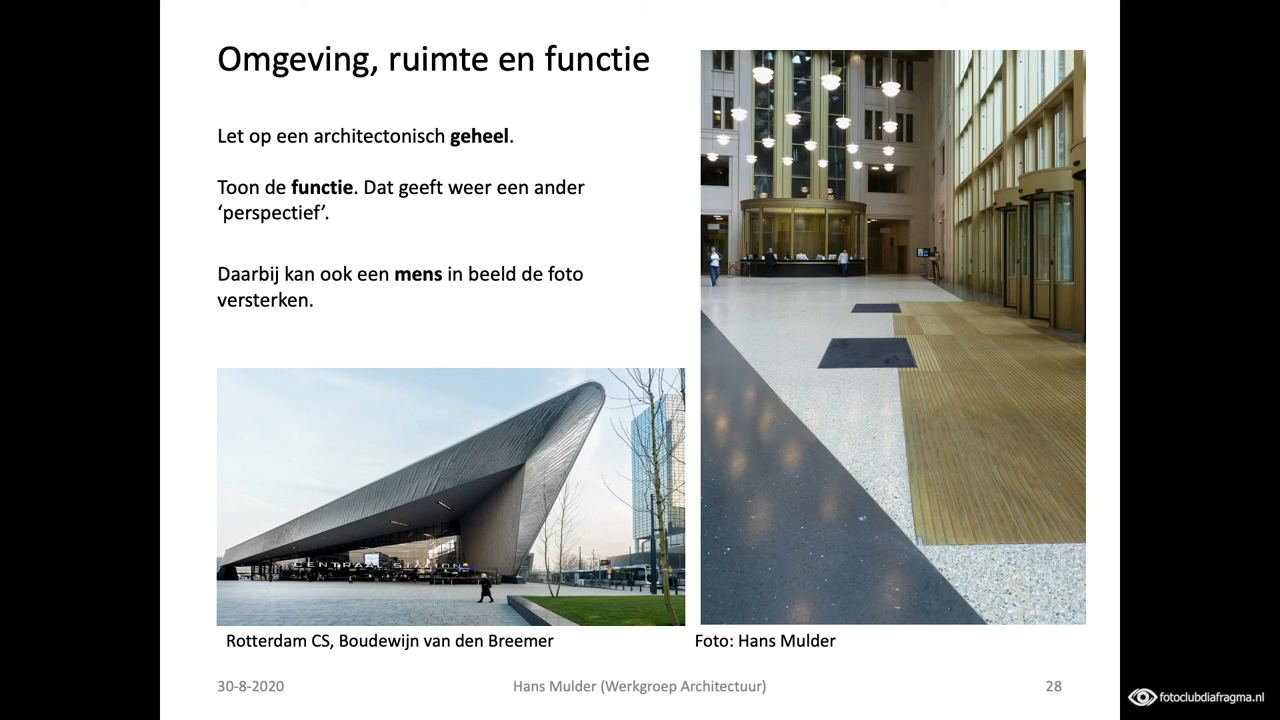 Omgeving, ruimte en functie
Let op een architectonisch geheel.
Toon de functie. Dat geeft weer een ander
‘perspectief’.
Daarbij kan ook een mens in beeld de foto
versterken.
CENTRAAL STATION
Rotterdam CS, Boudewijn van den Breemer
Foto: Hans Mulder
30-8-2020
Hans Mulder (Werkgroep Architectuur)
28
fotoclubdiafragma.nl